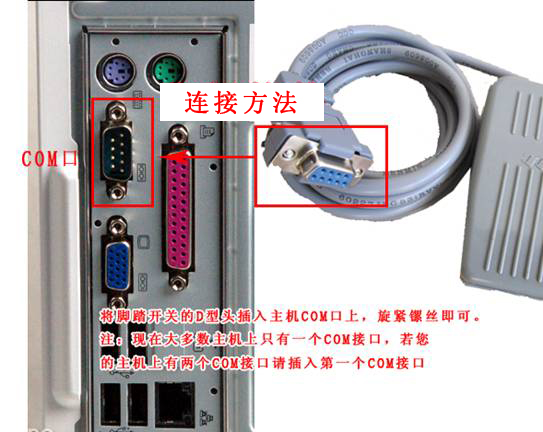 连接方法
COM口
将脚踏开关的D型头插入主机COM口上，旋紧镙丝即可。
注：现在大多数主机上只有一个COM接口，若您
的主机上有两个COM接口请插入第一个COM接口